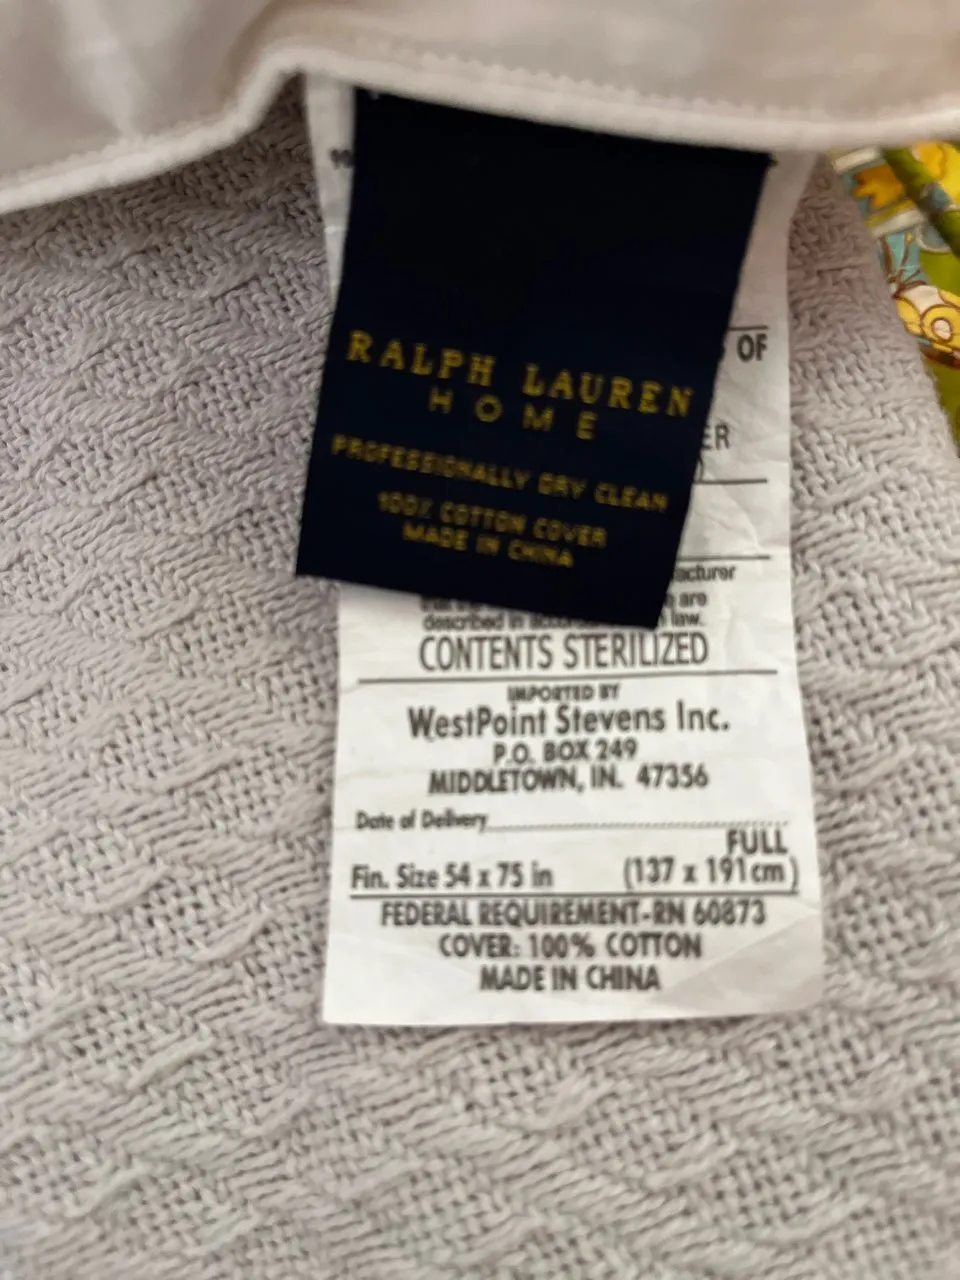 RALPH LAUREN
HOME
PROFESSIONALLY DRY CLEAN
100% COTTON COVER
MADE IN CHINA
OF
ER
are
described in law.
CONTENTS STERILIZED
IMPORTED BY
WestPoint Stevens Inc.
P.O. BOX 249
MIDDLETOWN, IN. 47356
Date of Delivery
FULL
Fin. Size 54 x 75 in (137 x 191cm)
FEDERAL REQUIREMENT-RN 60873
COVER: 100% COTTON
MADE IN CHINA